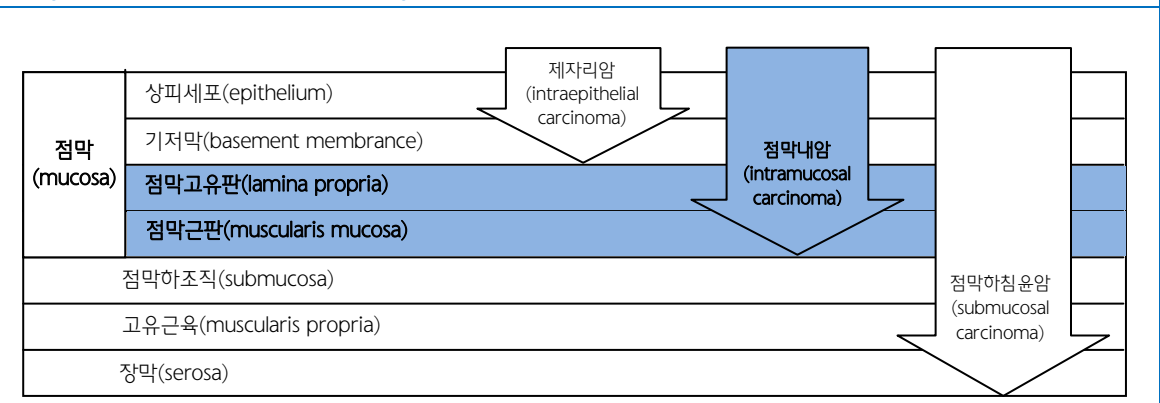 점막
(mucosa)
상피세포(epithelium)
기저막(basement membrance)
점막고유판(lamina propria)
점막근판(muscularis mucosa)
점막하조직(submucosa)
고유근육(muscularis propria)
장막(serosa)
제자리암
(intraepithelial
carcinoma)
점막내암
(intramucosal
carcinoma)
점막하침윤암
(submucosal
carcinoma)